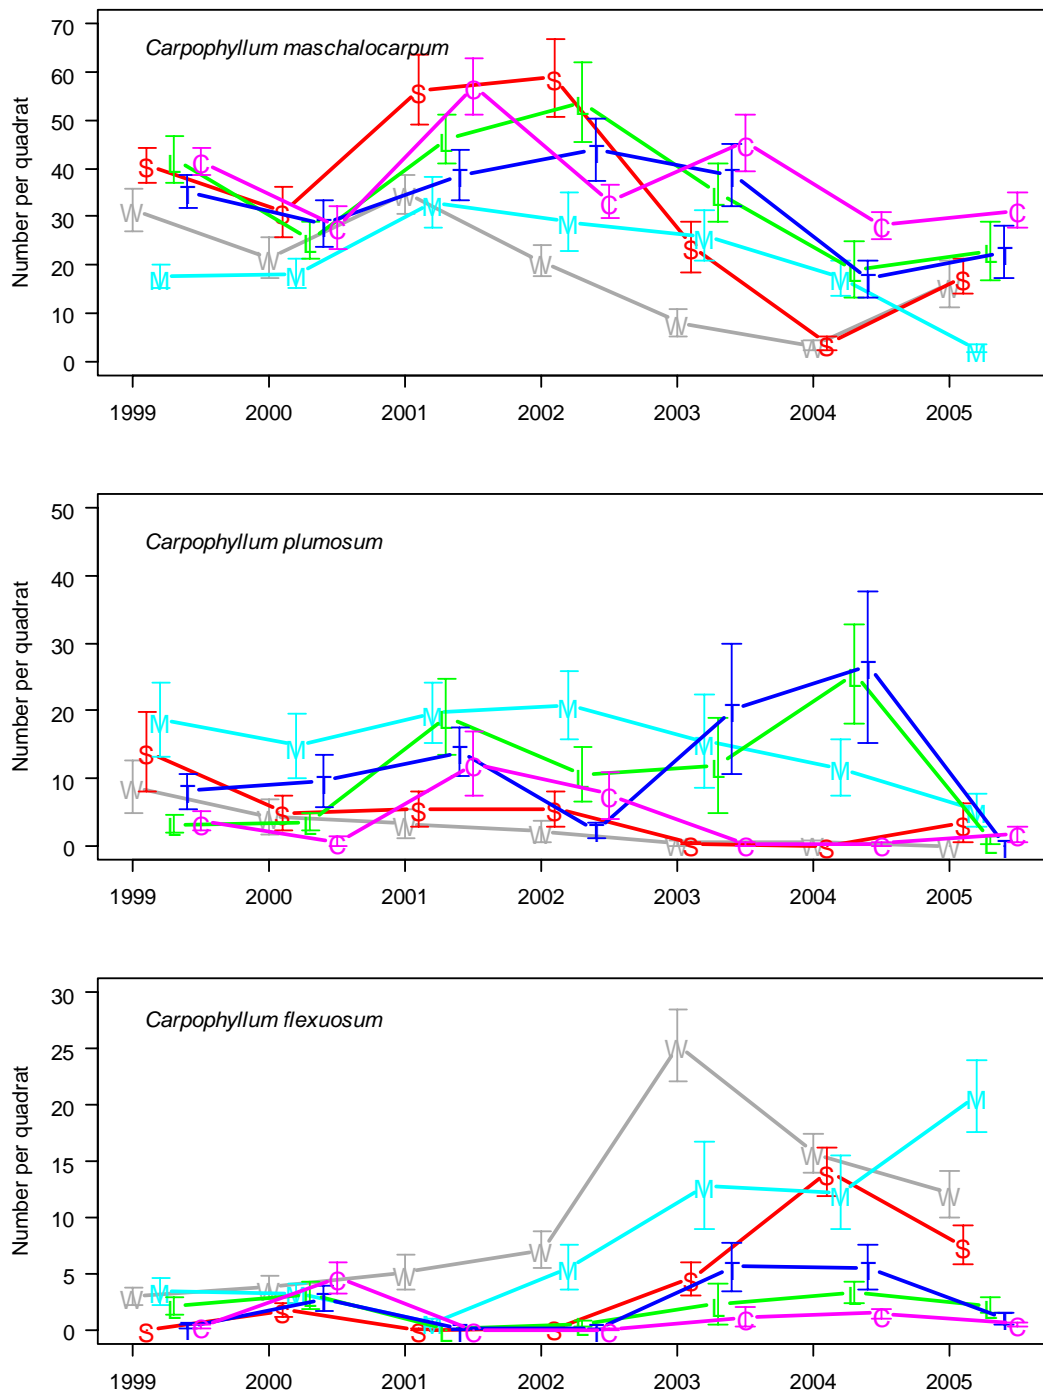 Carpophyllum maschalocarpum
Number per quadrat
70
60
50
40
30
20
10
0
S L C T W M
S L C T W M
S L C T W M
S L C T W M
S L C T W M
S L C T W M
S L C T W M
1999 2000 2001 2002 2003 2004 2005
Carpophyllum plumosum
Number per quadrat
50
40
30
20
10
0
M S W T L C
M S W T L C
M S W T L C
M S W T L C
M S W T L C
M S W T L C
M S W T L C
1999 2000 2001 2002 2003 2004 2005
Carpophyllum flexuosum
Number per quadrat
30
25
20
15
10
5
0
W M S L T C
W M S L T C
W M S L T C
W M S L T C
W M S L T C
W M S L T C
W M S L T C
1999 2000 2001 2002 2003 2004 2005